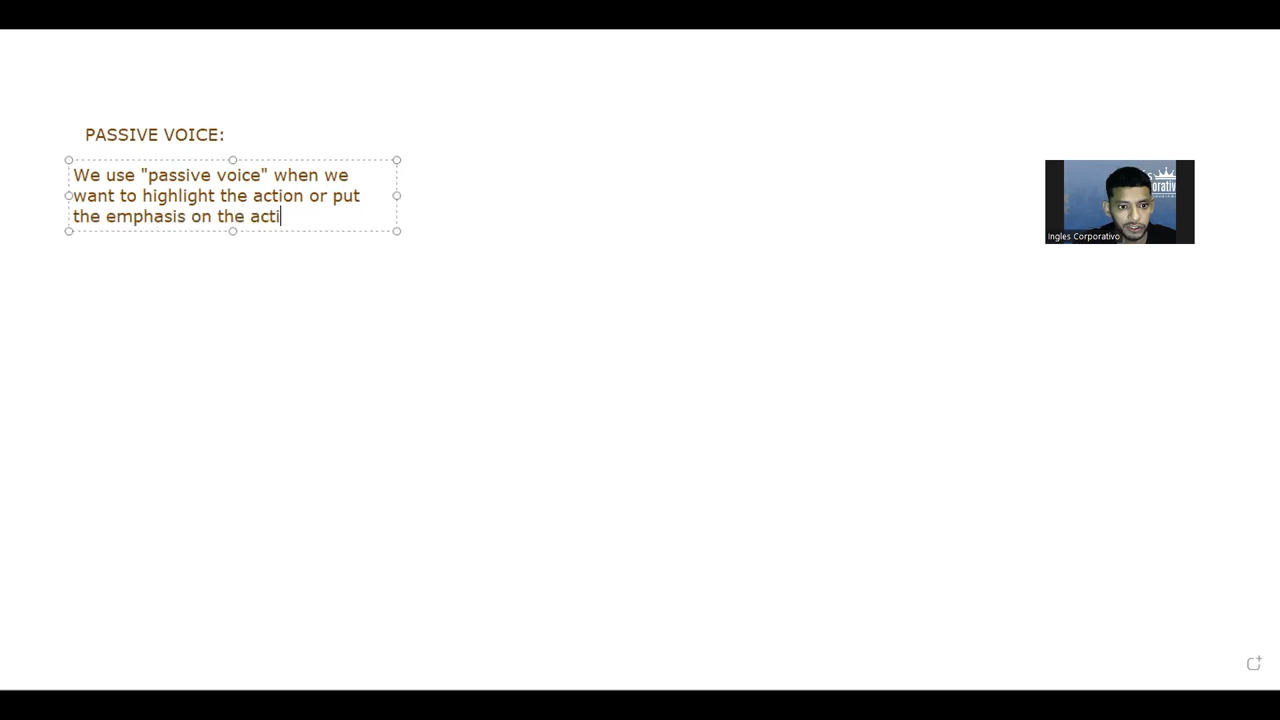 PASSIVE VOICE:
We use "passive voice" when we
want to highlight the action or put
the emphasis on the acti
Ingles Corporativo